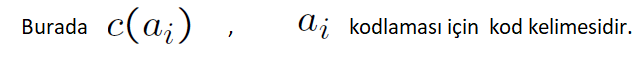 Burada c(a_i) , a_i kodlaması için kod kelimesidir.